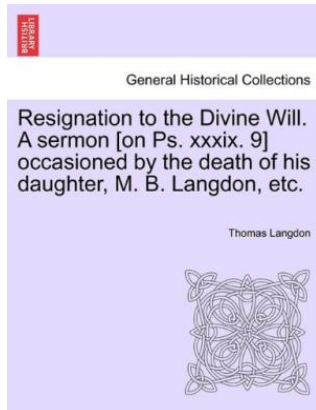 BRITISH
LIBRARY
General Historical Collections
Resignation to the Divine Will.
A sermon [on Ps. xxxix. 9]
occasioned by the death of his
daughter, M. B. Langdon, etc.
Thomas Langdon